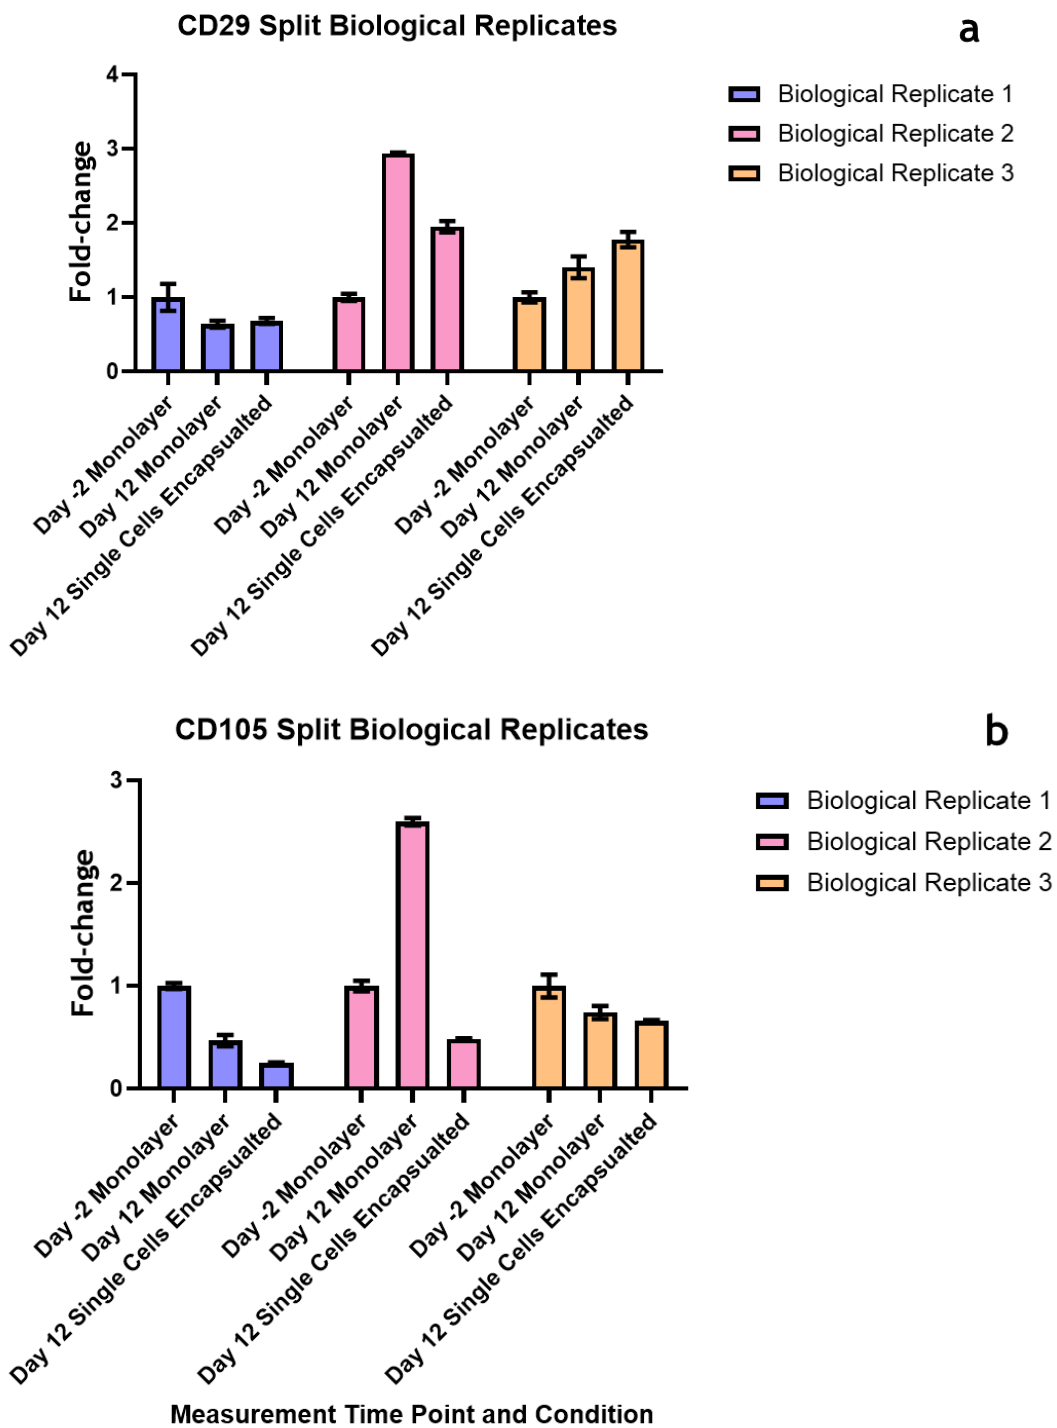 CD29 Split Biological Replicates
a
Biological Replicate 1
Biological Replicate 2
Biological Replicate 3
Fold-change
4
3
2
1
0
Day -2 Monolayer
Day 12 Monolayer
Day 12 Single Cells Encapsualted
Day -2 Monolayer
Day 12 Monolayer
Day 12 Single Cells Encapsualted
Day -2 Monolayer
Day 12 Monolayer
Day 12 Single Cells Encapsualted
CD105 Split Biological Replicates
b
Biological Replicate 1
Biological Replicate 2
Biological Replicate 3
Fold-change
3
2
1
0
Day -2 Monolayer
Day 12 Monolayer
Day 12 Single Cells Encapsualted
Day -2 Monolayer
Day 12 Monolayer
Day 12 Single Cells Encapsualted
Day -2 Monolayer
Day 12 Monolayer
Day 12 Single Cells Encapsualted
Measurement Time Point and Condition